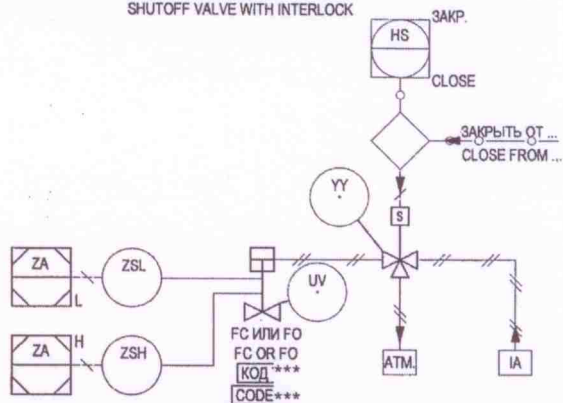 SHUTOFF VALVE WITH INTERLOCK
ЗАКР.
HS
CLOSE
ЗАКРЫТЬ ОТ ...
CLOSE FROM ...
YY
S
ZA
L
ZSL
UV
ZA
H
ZSH
FC ИЛИ FO
FC OR FO
КОД ***
CODE ***
ATM.
IA